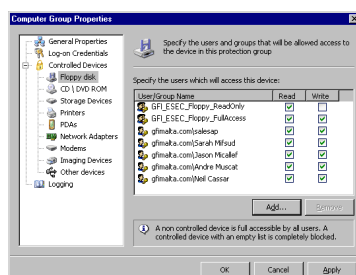 Computer Group Properties
General Properties
Log-on Credentials
Controlled Devices
Floppy disk
CD \ DVD ROM
Storage Devices
Printers
PDAs
Network Adapters
Modems
Imaging Devices
Other devices
Logging
Specify the users and groups that will be allowed access to
the device in this protection group
Specify the users which will access this device:
User/Group Name Read Write
GFI_ESEC_Floppy_ReadOnly
GFI_ESEC_Floppy_FullAccess
gfimalta.com\salesap
gfimalta.com\Sarah Mifsud
gfimalta.com\Jason Micallef
gfimalta.com\Andre Muscat
gfimalta.com\Neil Cassar
Add... Remove
A non controlled device is full accessible by all users. A
controlled device with an empty list is completely blocked.
OK Cancel Apply